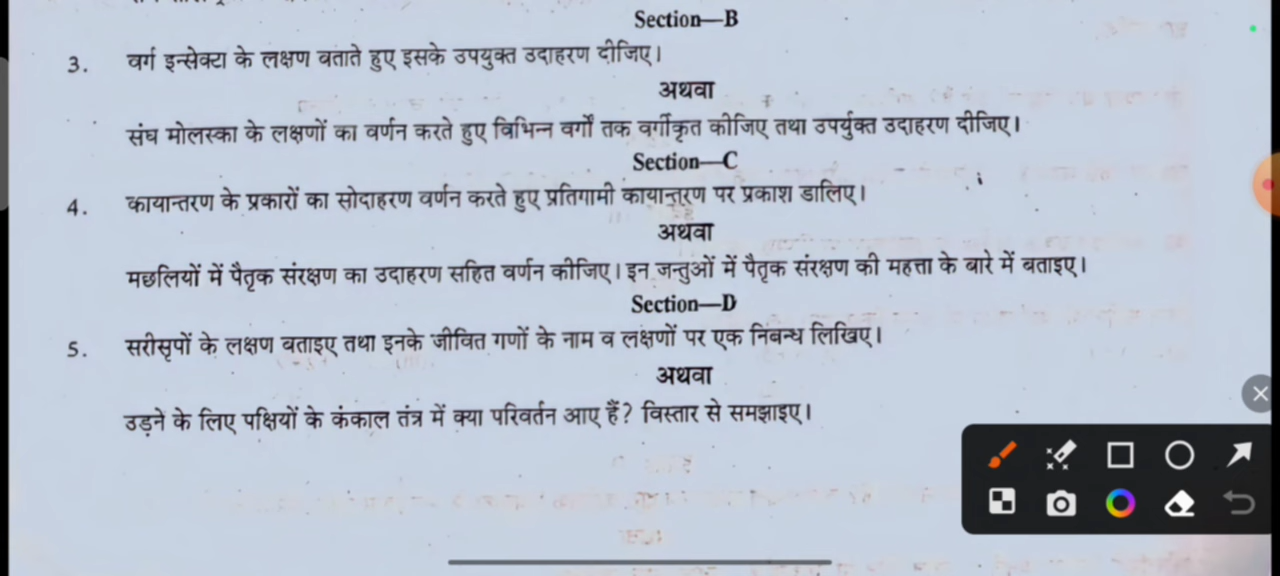 Section—B
3. वर्ग इन्सेक्टा के लक्षण बताते हुए इसके उपयुक्त उदाहरण दीजिए।
अथवा
संघ मोलस्का के लक्षणों का वर्णन करते हुए विभिन्न वर्गों तक वर्गीकृत कीजिए तथा उपर्युक्त उदाहरण दीजिए।
Section—C
4. कायान्तरण के प्रकारों का सोदाहरण वर्णन करते हुए प्रतिगामी कायान्तरण पर प्रकाश डालिए।
अथवा
मछलियों में पैतृक संरक्षण का उदाहरण सहित वर्णन कीजिए। इन जन्तुओं में पैतृक संरक्षण की महत्ता के बारे में बताइए।
Section—D
5. सरीसृपों के लक्षण बताइए तथा इनके जीवित गणों के नाम व लक्षणों पर एक निबन्ध लिखिए।
अथवा
उड़ने के लिए पक्षियों के कंकाल तंत्र में क्या परिवर्तन आए हैं? विस्तार से समझाइए।